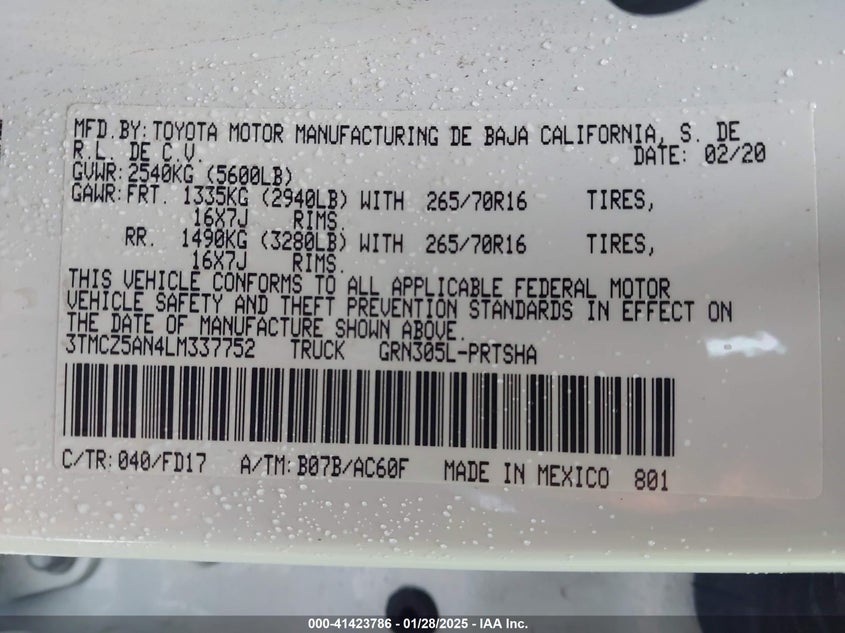 MFD.BY: TOYOTA MOTOR MANUFACTURING DE BAJA CALIFORNIA, S. DE
R.L. DE C.V. DATE: 02/20
GVWR: 2540KG (5600LB)
GAWR: FRT. 1335KG (2940LB) WITH 265/70R16 TIRES,
16X7J RIMS.
RR. 1490KG (3280LB) WITH 265/70R16 TIRES,
16X7J RIMS.
THIS VEHICLE CONFORMS TO ALL APPLICABLE FEDERAL MOTOR
VEHICLE SAFETY AND THEFT PREVENTION STANDARDS IN EFFECT ON
THE DATE OF MANUFACTURE SHOWN ABOVE.
3TMCZ5AN4LM337752 TRUCK GRN305L-PRTSHA
C/TR: 040/FD17 A/TM: B07B/AC60F MADE IN MEXICO 801
000-41423786 - 01/28/2025 - IAA Inc.